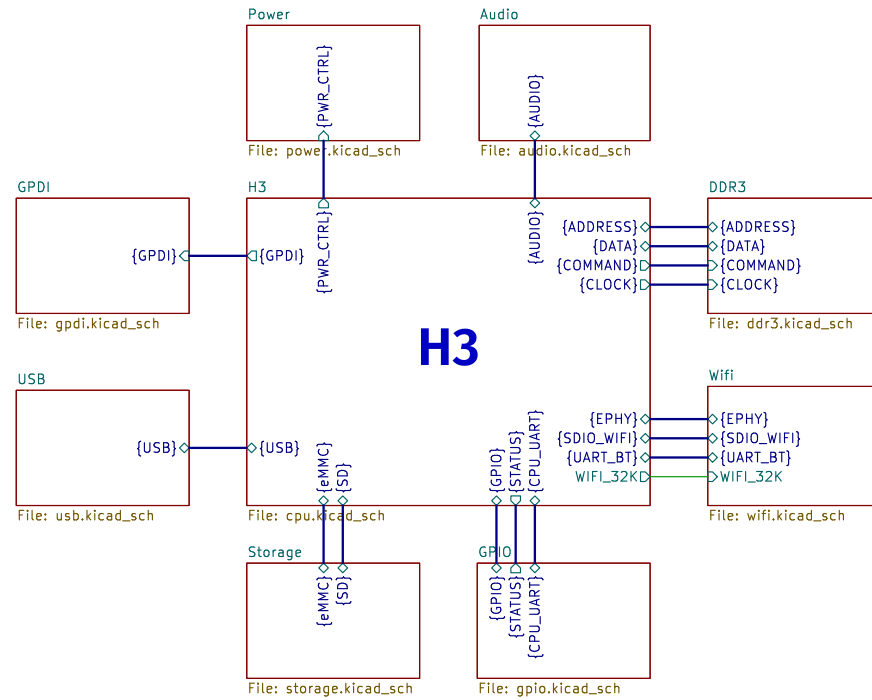 Power
{PWR_CTRL}
File: power.kicad_sch
Audio
{AUDIO}
File: audio.kicad_sch
GPDI
{GPDI}
File: gpdi.kicad_sch
H3
{PWR_CTRL}
{AUDIO}
{GPDI}
{ADDRESS}
{DATA}
{COMMAND}
{CLOCK}
H3
{USB}
{eMMC}
{SD}
{GPIO}
{STATUS}
{CPU_UART}
{EPHY}
{SDIO_WIFI}
{UART_BT}
WIFI_32K
File: cpu.kicad_sch
DDR3
{ADDRESS}
{DATA}
{COMMAND}
{CLOCK}
File: ddr3.kicad_sch
USB
{USB}
File: usb.kicad_sch
Wifi
{EPHY}
{SDIO_WIFI}
{UART_BT}
WIFI_32K
File: wifi.kicad_sch
Storage
{eMMC}
{SD}
File: storage.kicad_sch
GPIO
{GPIO}
{STATUS}
{CPU_UART}
File: gpio.kicad_sch